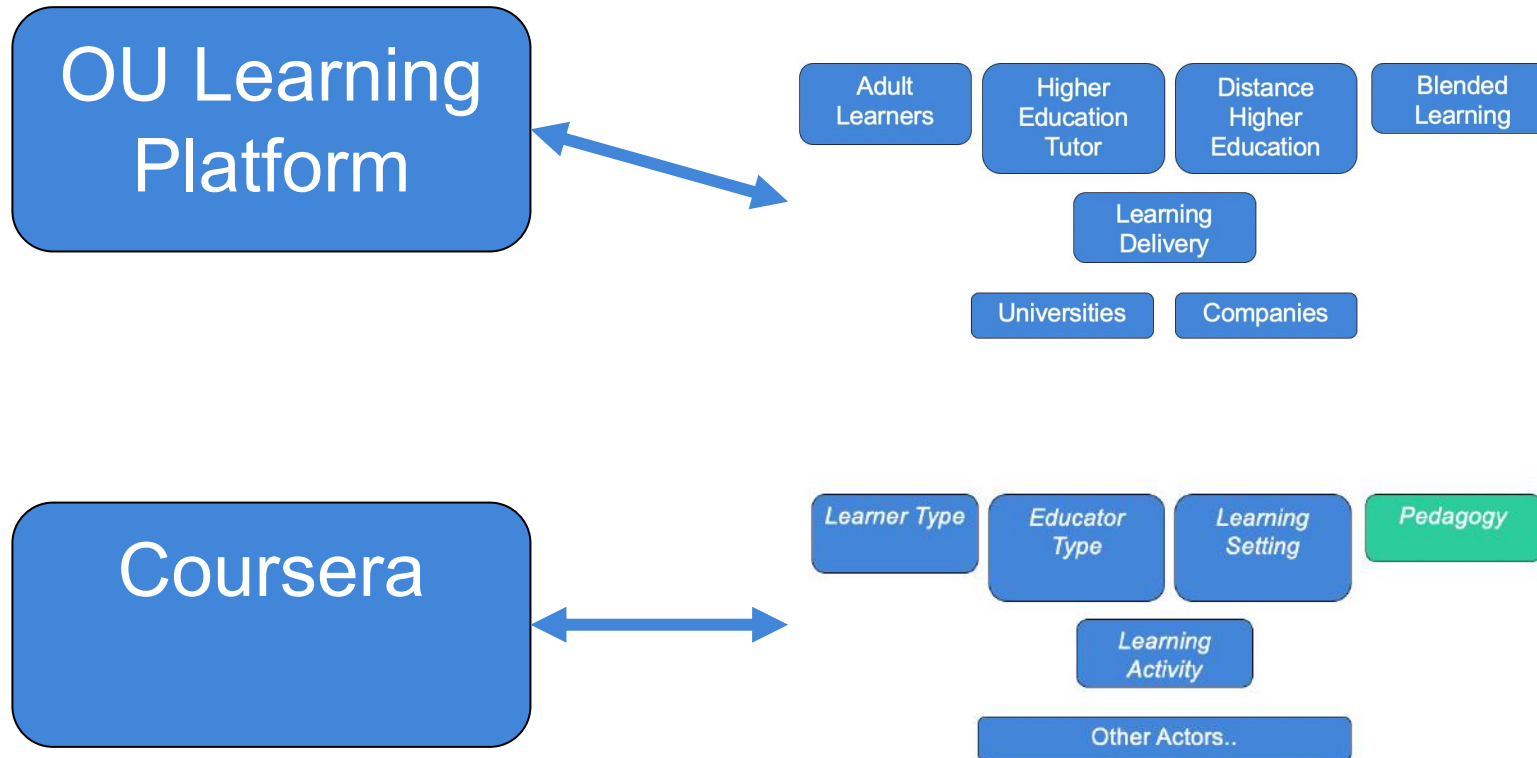 OU Learning
Platform
Adult
Learners
Higher
Education
Tutor
Distance
Higher
Education
Blended
Learning
Learning
Delivery
Universities
Companies
Coursera
Learner Type
Educator
Type
Learning
Setting
Pedagogy
Learning
Activity
Other Actors..